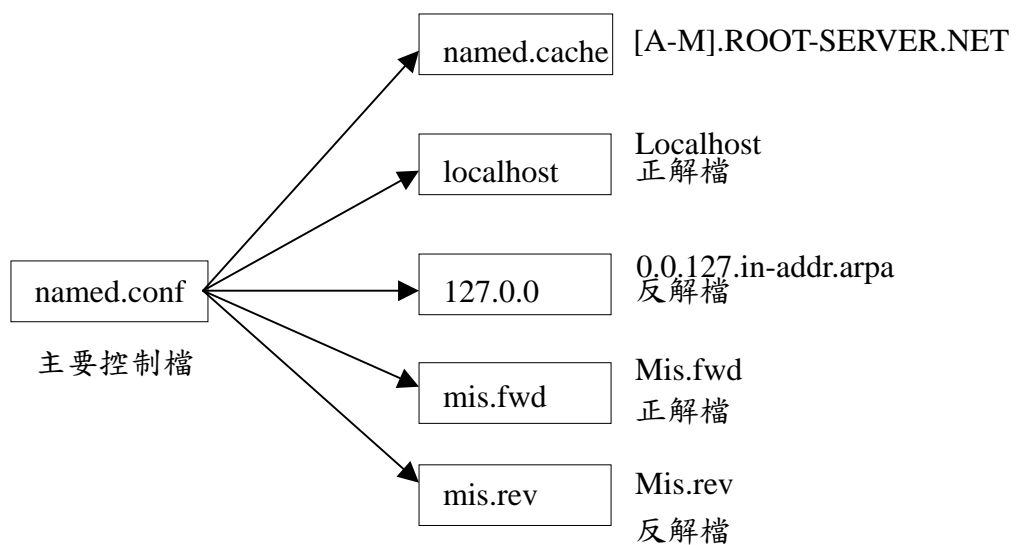 named.cache
[A-M].ROOT-SERVER.NET
localhost
Localhost
正解檔
named.conf
主要控制檔
127.0.0
0.0.127.in-addr.arpa
反解檔
mis.fwd
Mis.fwd
正解檔
mis.rev
Mis.rev
反解檔